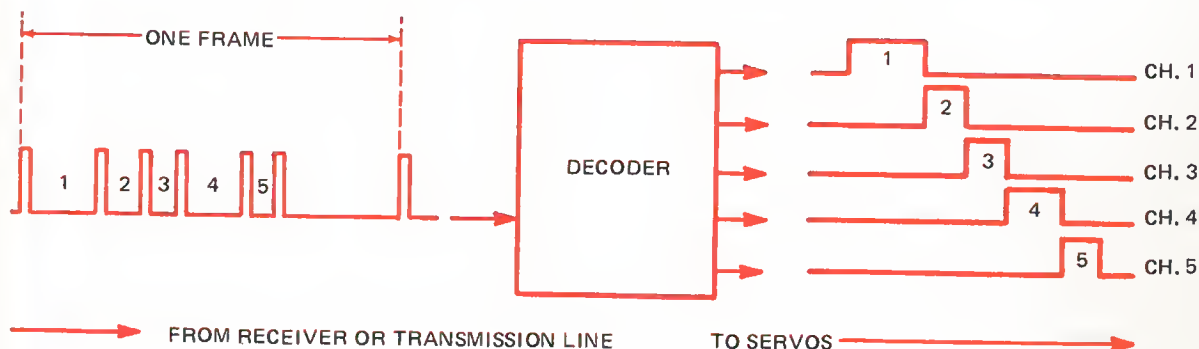 ONE FRAME
1 2 3 4 5
DECODER
1 CH. 1
2 CH. 2
3 CH. 3
4 CH. 4
5 CH. 5
FROM RECEIVER OR TRANSMISSION LINE
TO SERVOS